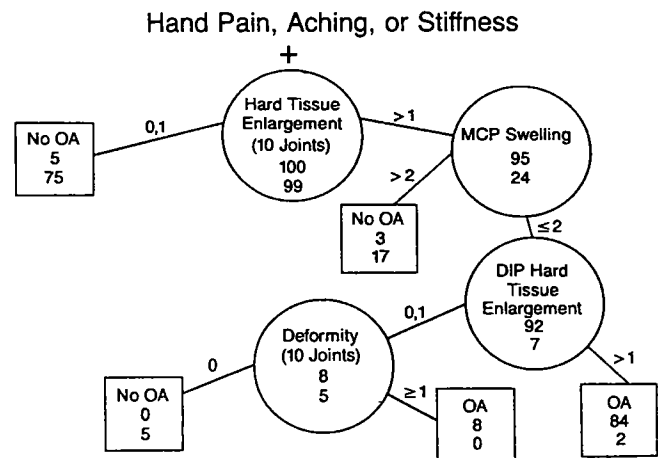 Hand Pain, Aching, or Stiffness
+
Hard Tissue
Enlargement
(10 Joints)
100
99
0,1
>1
No OA
5
75
MCP Swelling
95
24
>2
No OA
3
17
≤2
DIP Hard
Tissue
Enlargement
92
7
0,1
>1
Deformity
(10 Joints)
8
5
0
≥1
No OA
0
5
OA
8
0
OA
84
2